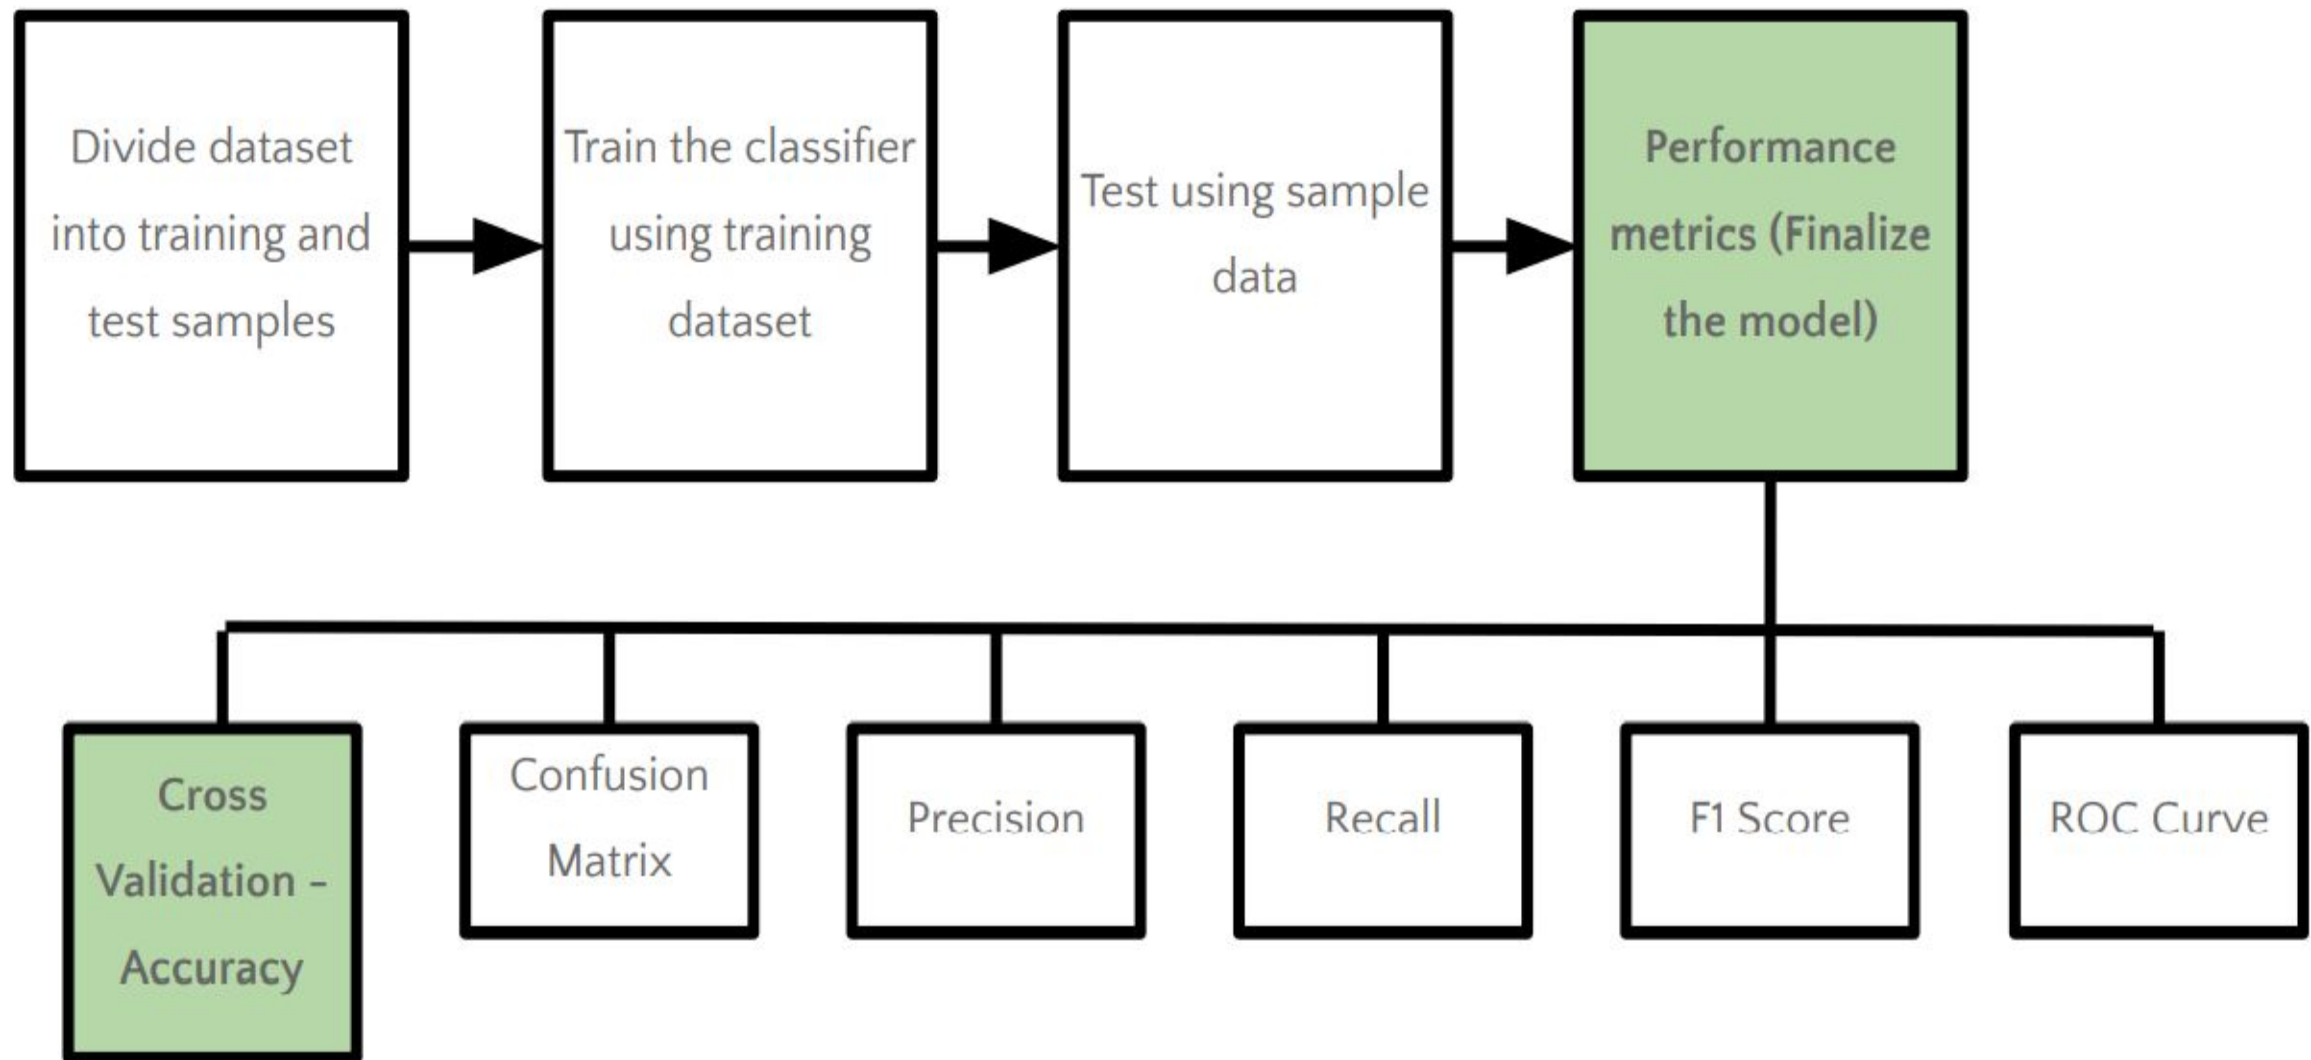 Divide dataset
into training and
test samples
Train the classifier
using training
dataset
Test using sample
data
Performance
metrics (Finalize
the model)
Cross
Validation -
Accuracy
Confusion
Matrix
Precision
Recall
F1 Score
ROC Curve